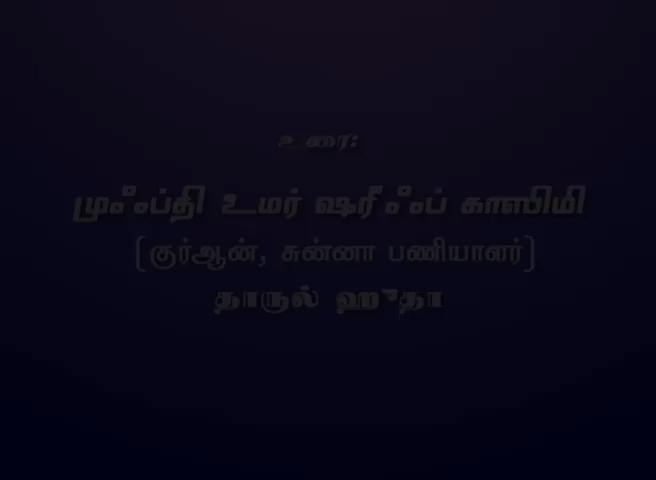 உரை:
முஃப்தி உமர் ஷரீஃப் காஸிமி
(குர்ஆன், சுன்னா பணியாளர்)
தாருல் ஹுதா